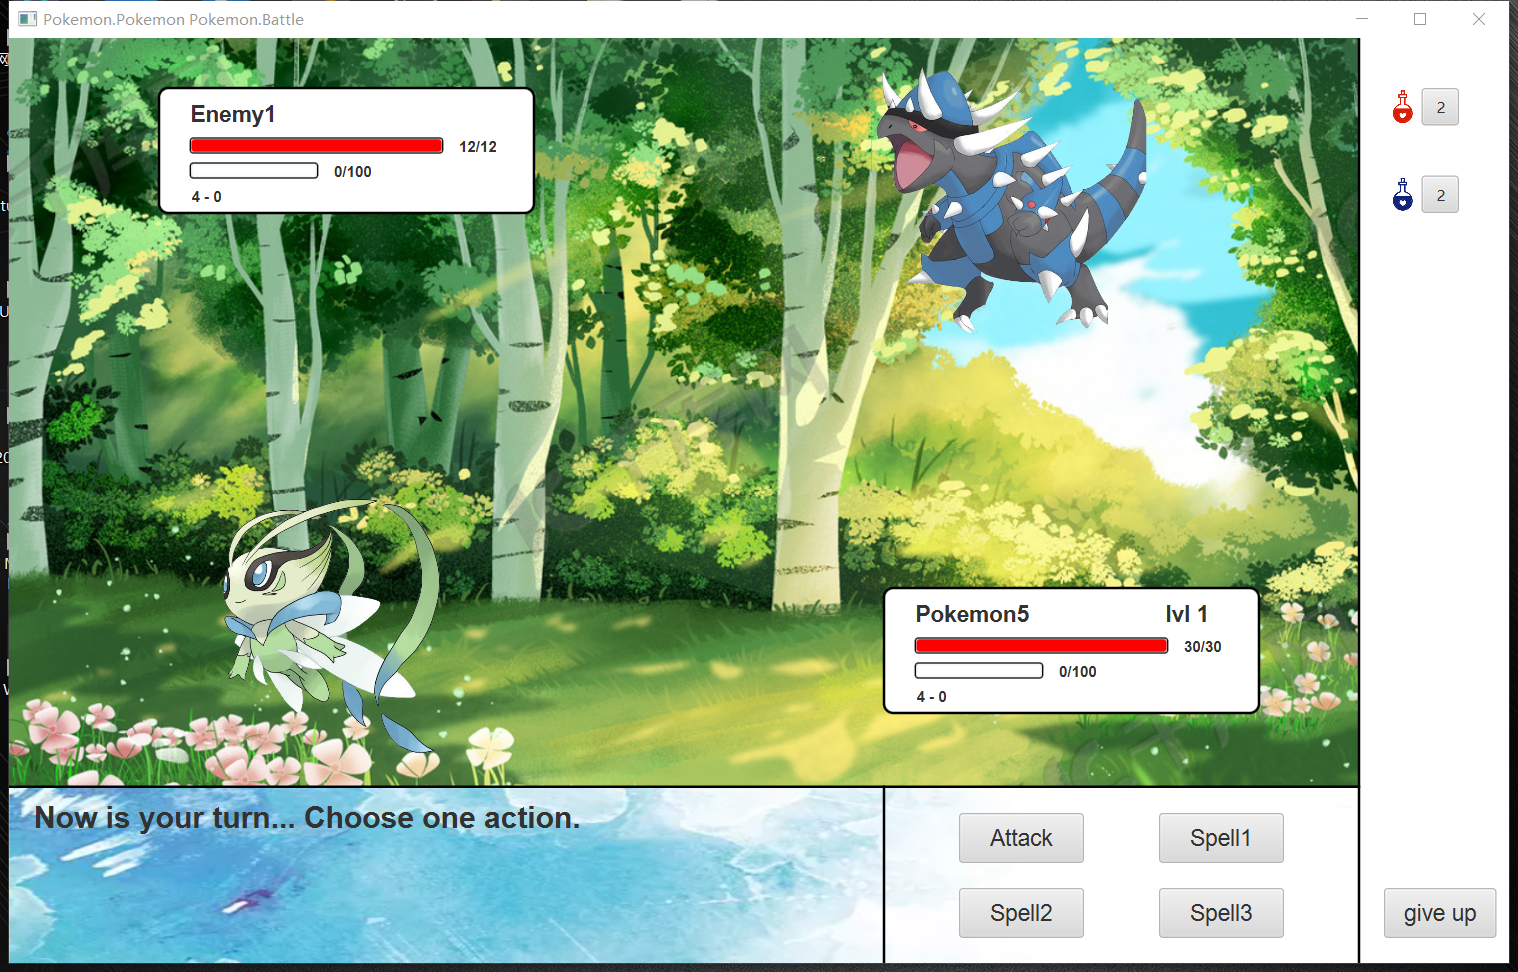 Pokemon.Pokemon Pokemon.Battle
Enemy1
12/12
0/100
4 - 0
2
2
Pokemon5 lvl 1
30/30
0/100
4 - 0
Now is your turn... Choose one action.
Attack Spell1
Spell2 Spell3
give up